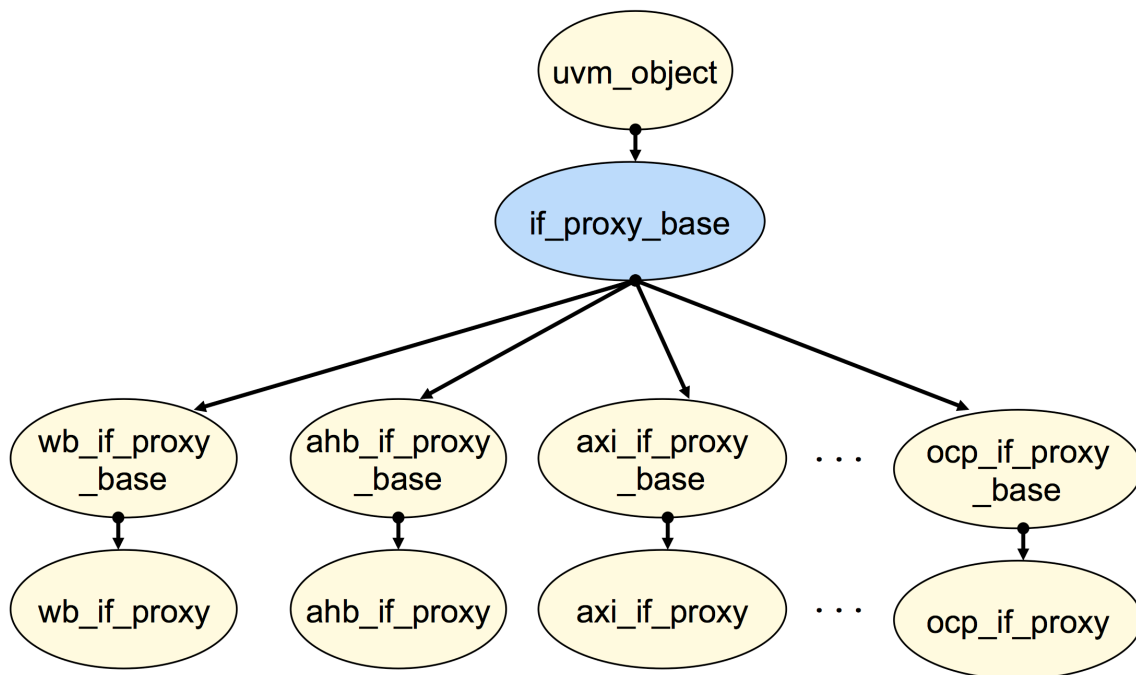 uvm_object
if_proxy_base
wb_if_proxy
_base
ahb_if_proxy
_base
axi_if_proxy
_base
. . .
ocp_if_proxy
_base
wb_if_proxy
ahb_if_proxy
axi_if_proxy
. . .
ocp_if_proxy